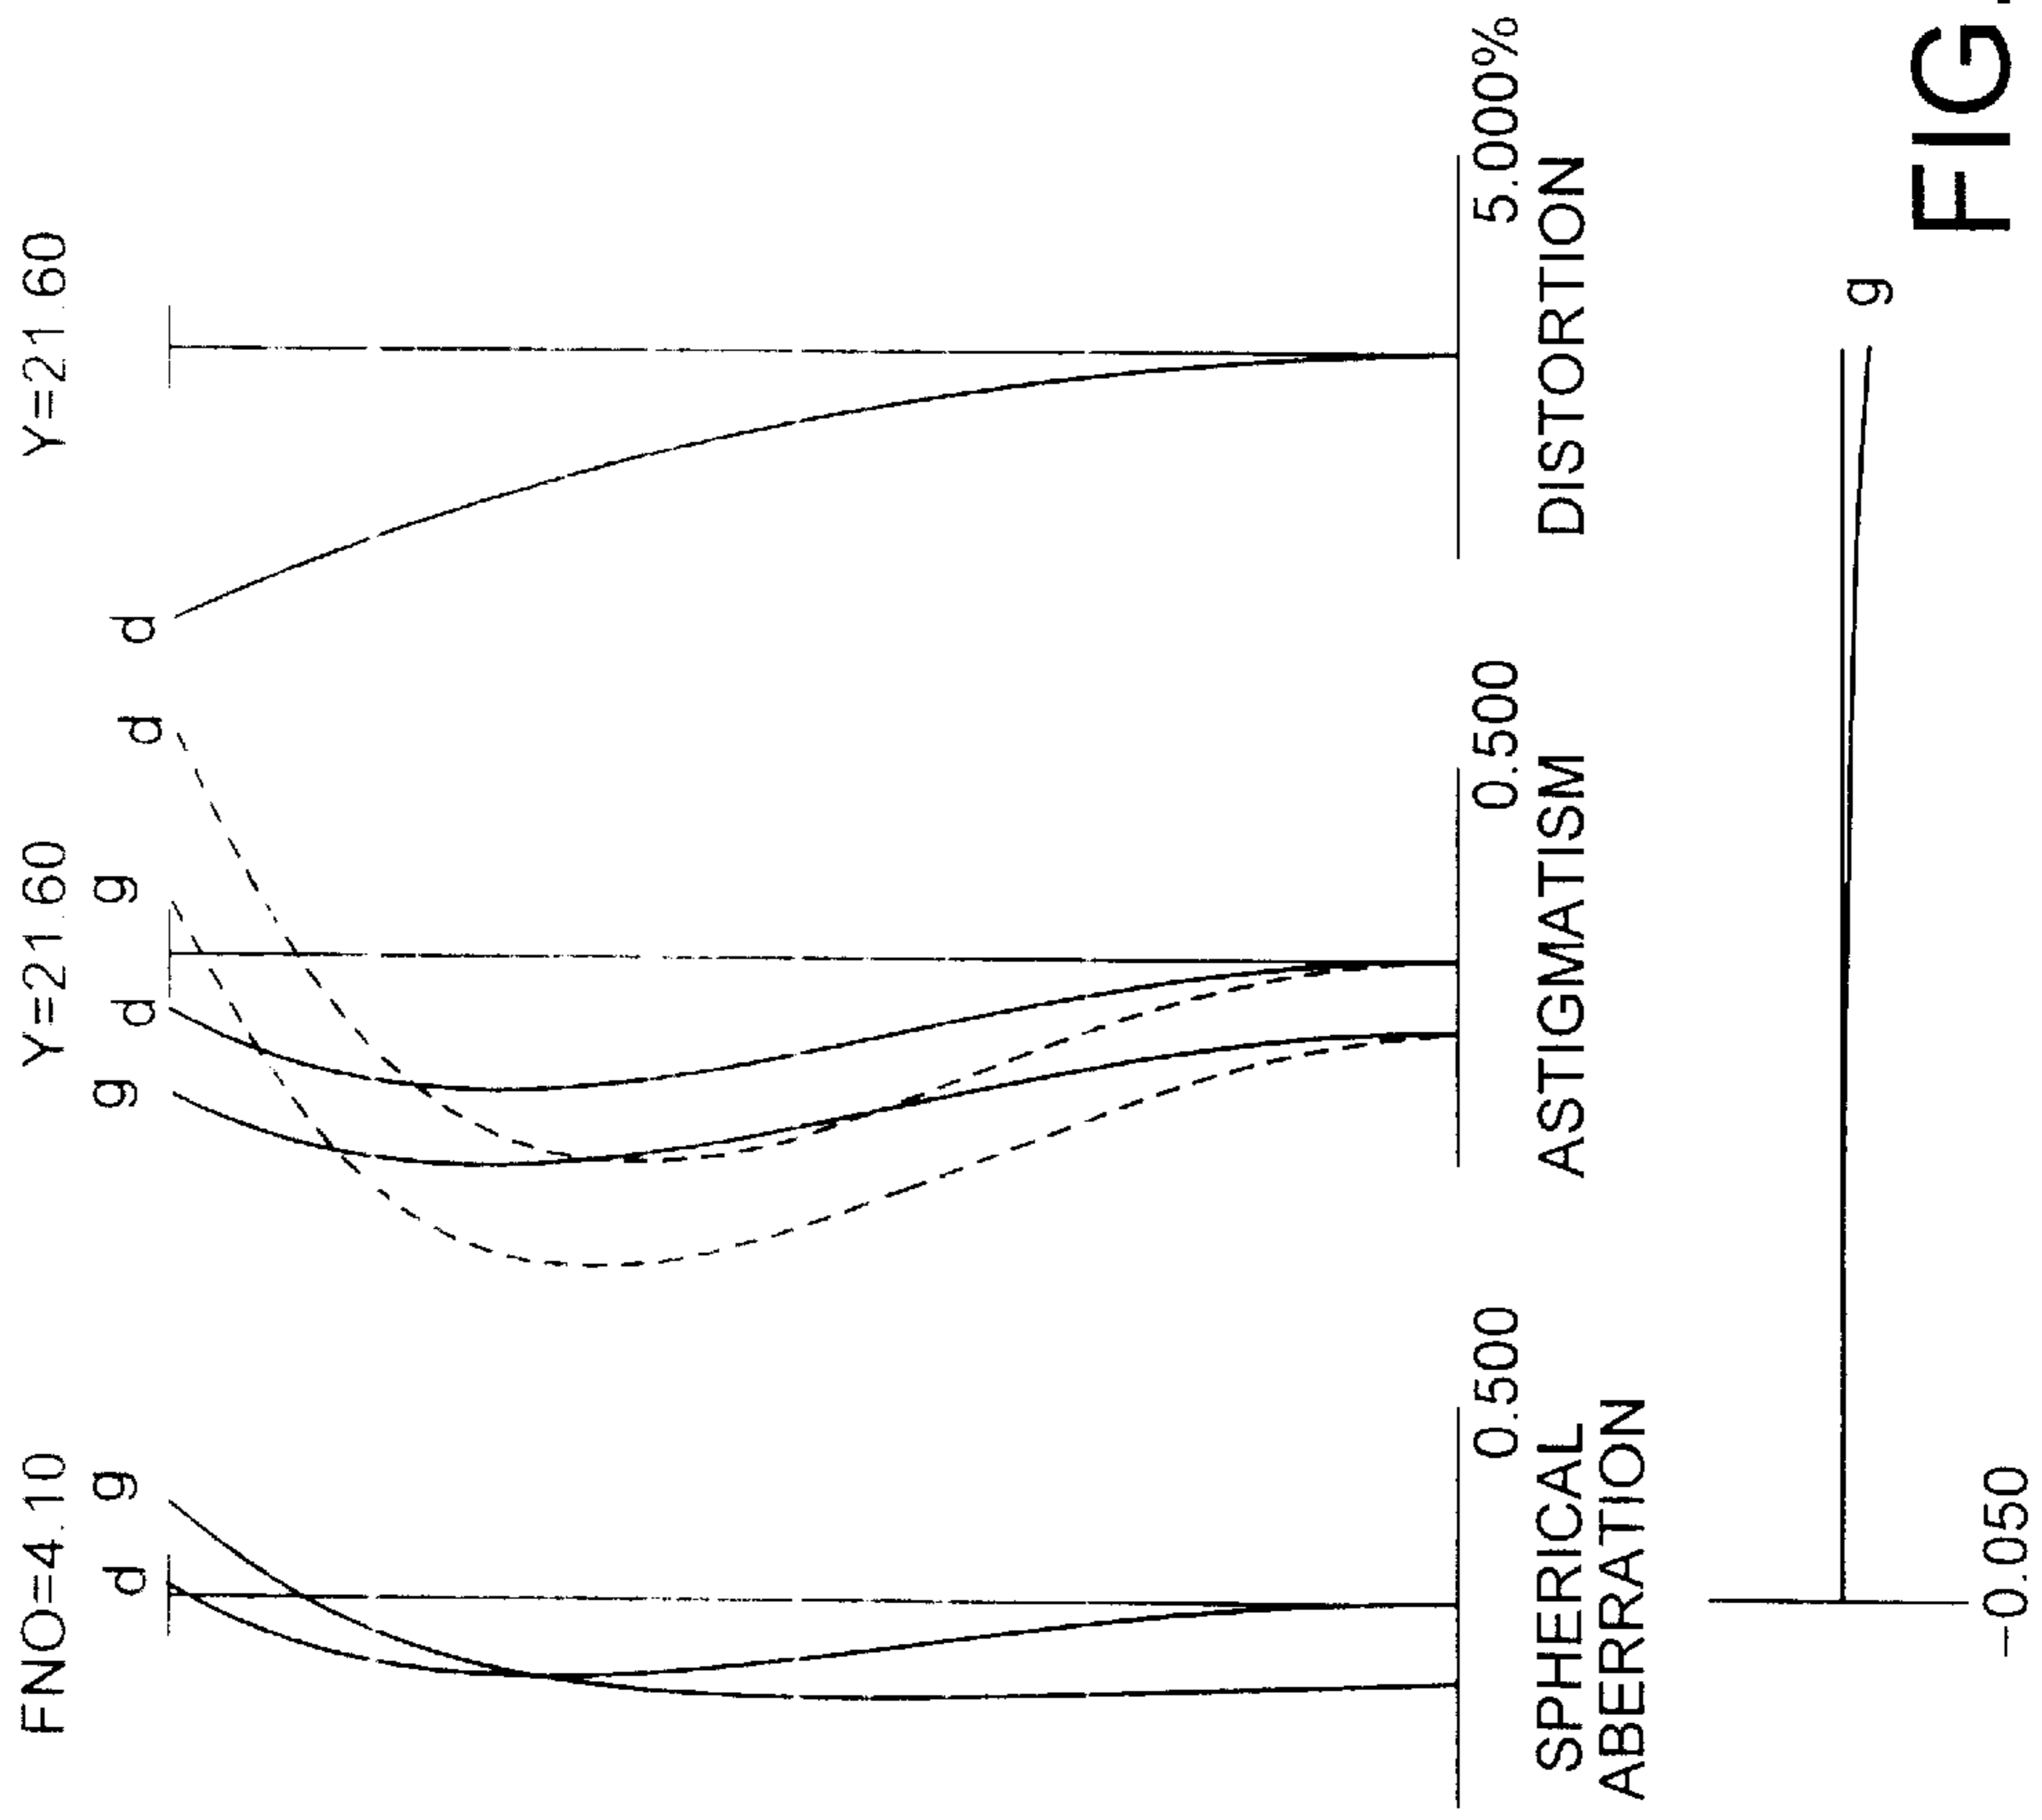 FNO=4.10
d
g
0.500
SPHERICAL
ABERRATION
Y=21.60
g
d
g
d
0.500
ASTIGMATISM
Y=21.60
d
5.000%
DISTORTION
g
-0.050
FIG.